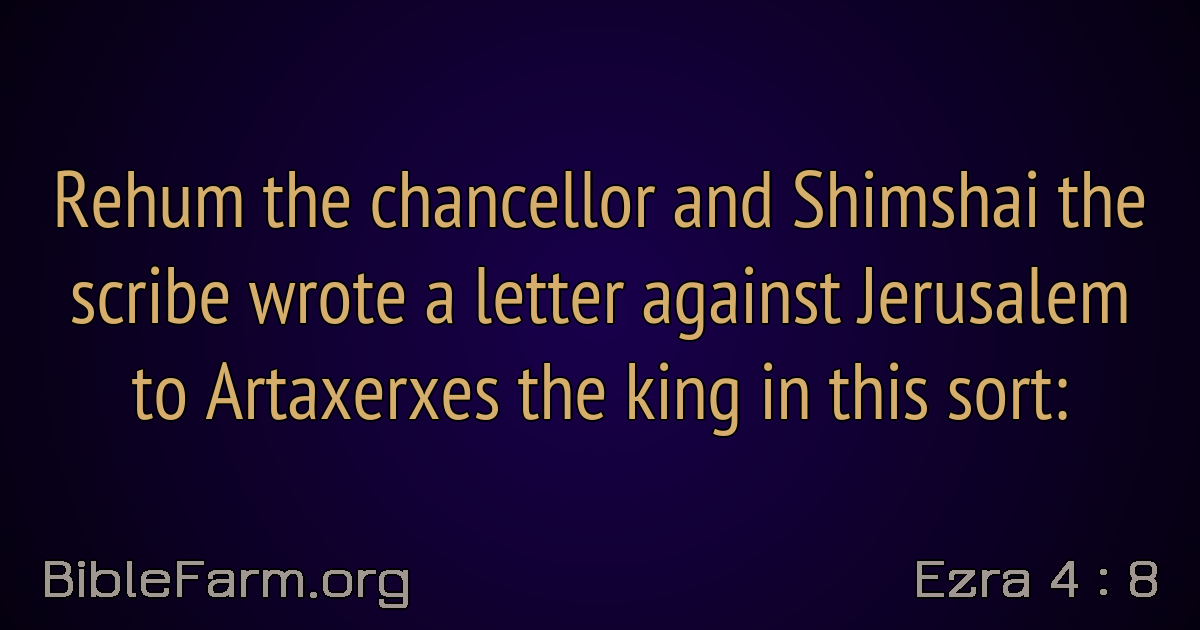 Rehum the chancellor and Shimshai the
scribe wrote a letter against Jerusalem
to Artaxerxes the king in this sort:
BibleFarm.org
Ezra 4 : 8